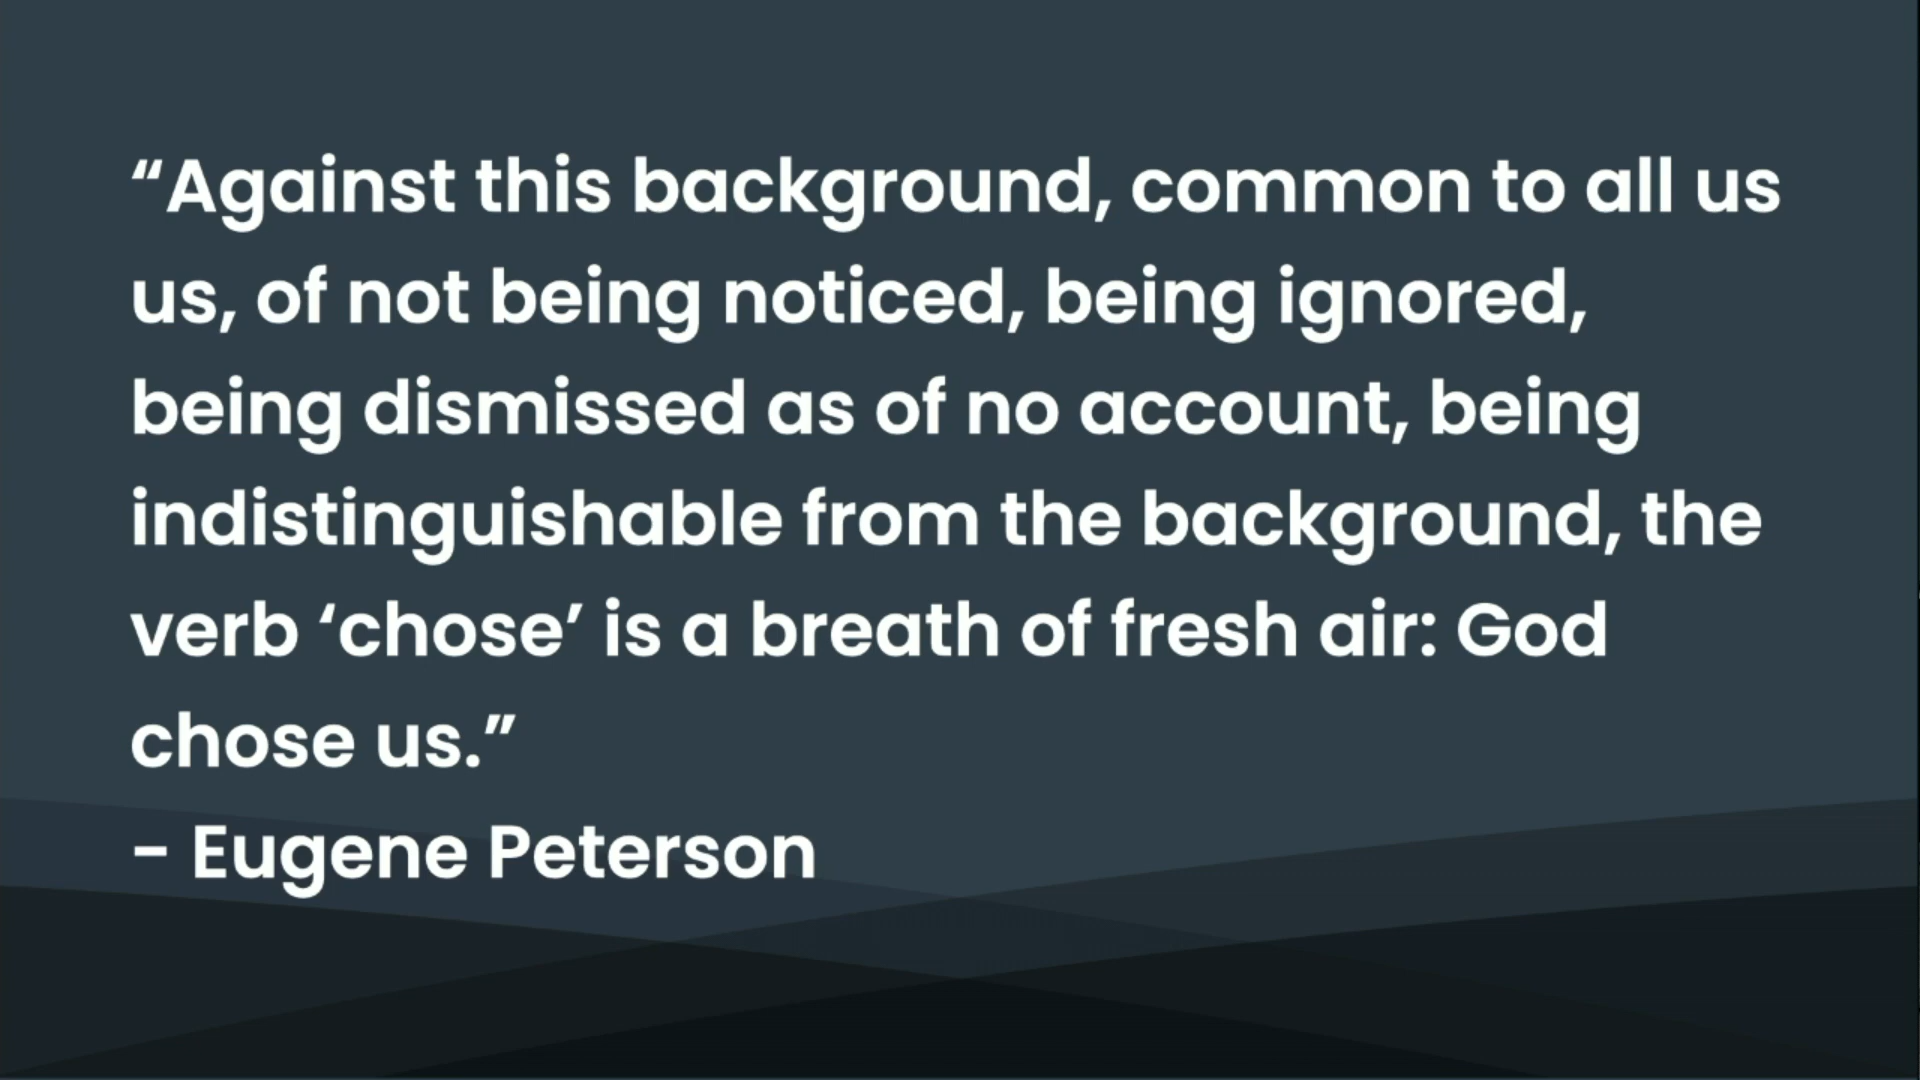 “Against this background, common to all us
us, of not being noticed, being ignored,
being dismissed as of no account, being
indistinguishable from the background, the
verb ‘chose’ is a breath of fresh air: God
chose us.”
- Eugene Peterson